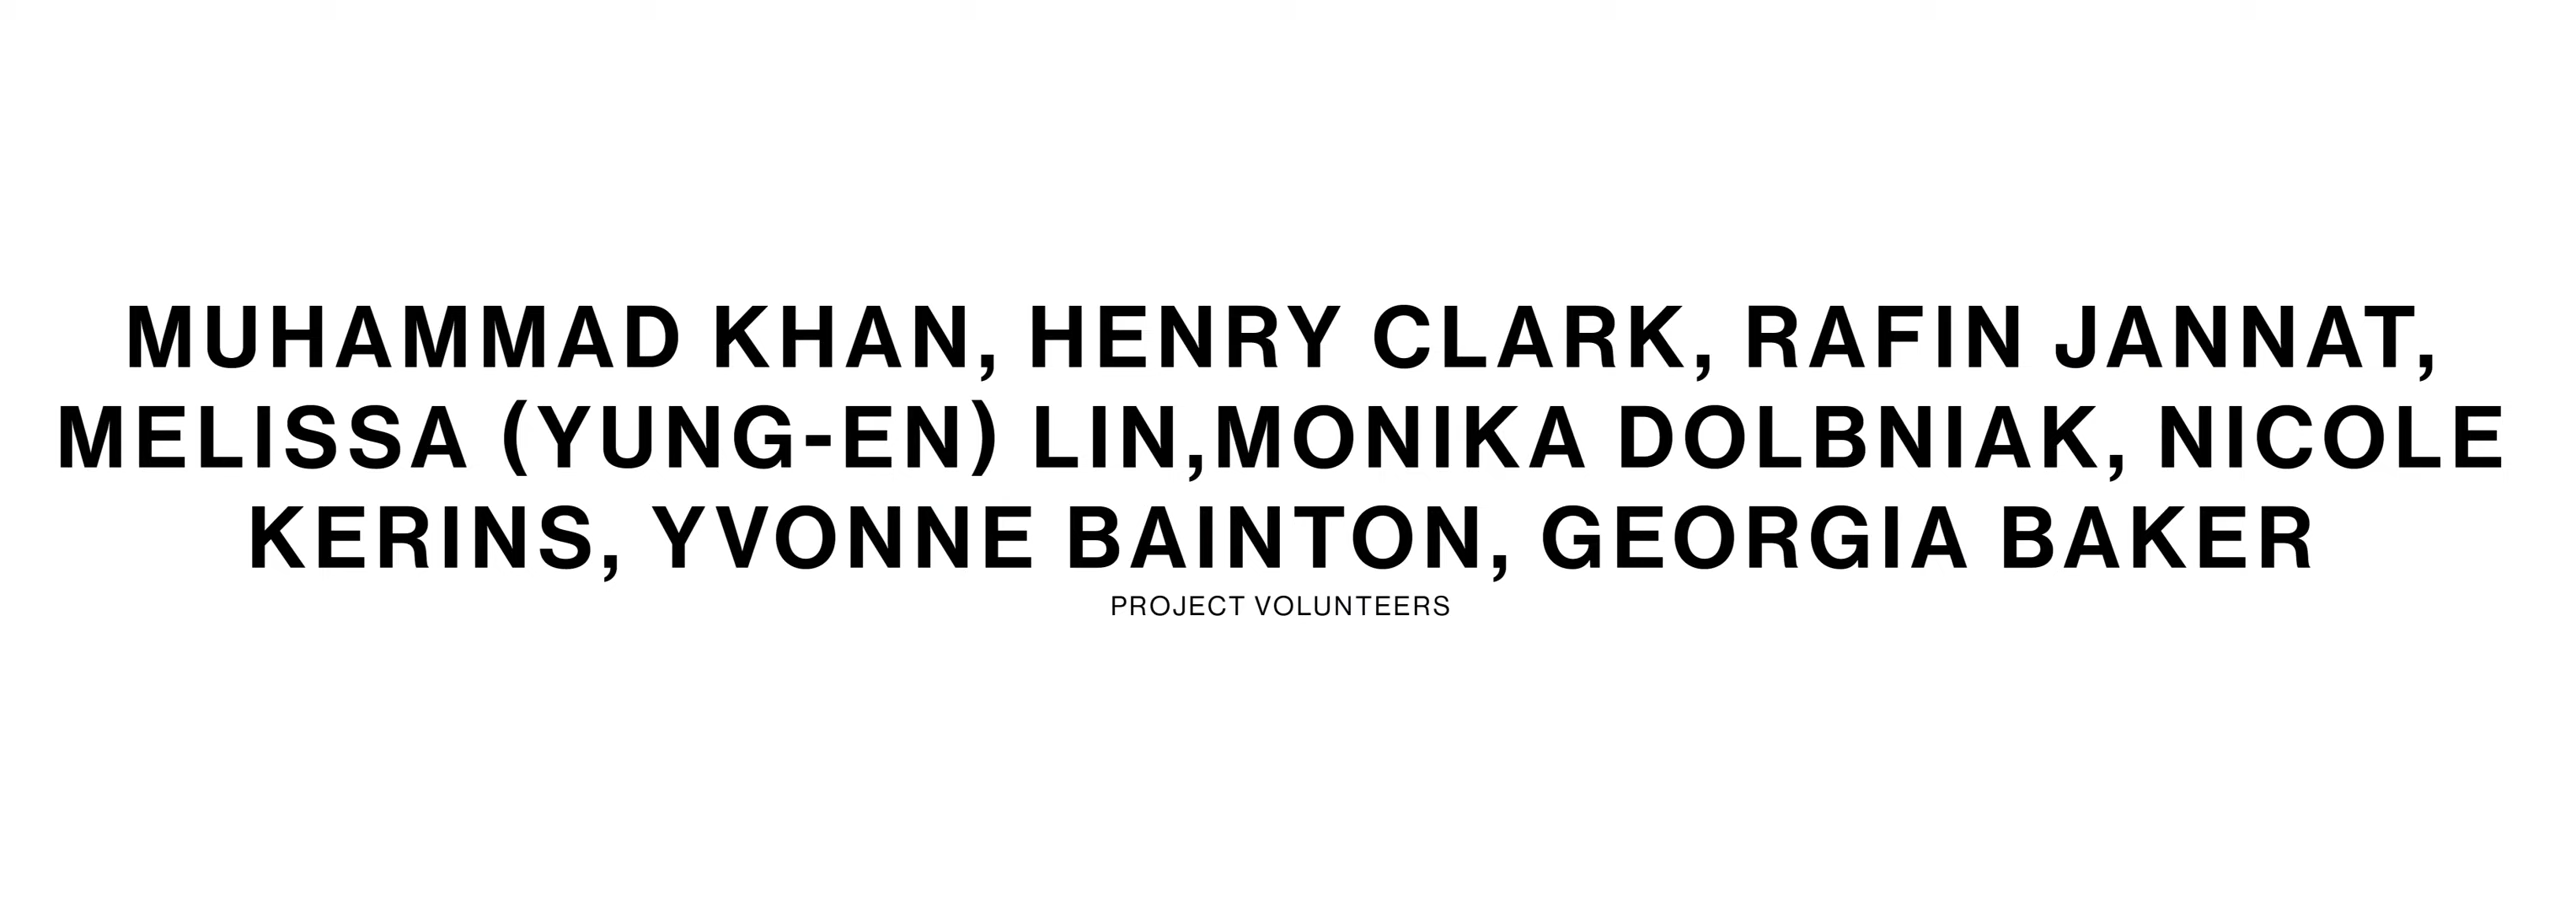 MUHAMMAD KHAN, HENRY CLARK, RAFIN JANNAT,
MELISSA (YUNG-EN) LIN,MONIKA DOLBNIAK, NICOLE
KERINS, YVONNE BAINTON, GEORGIA BAKER
PROJECT VOLUNTEERS